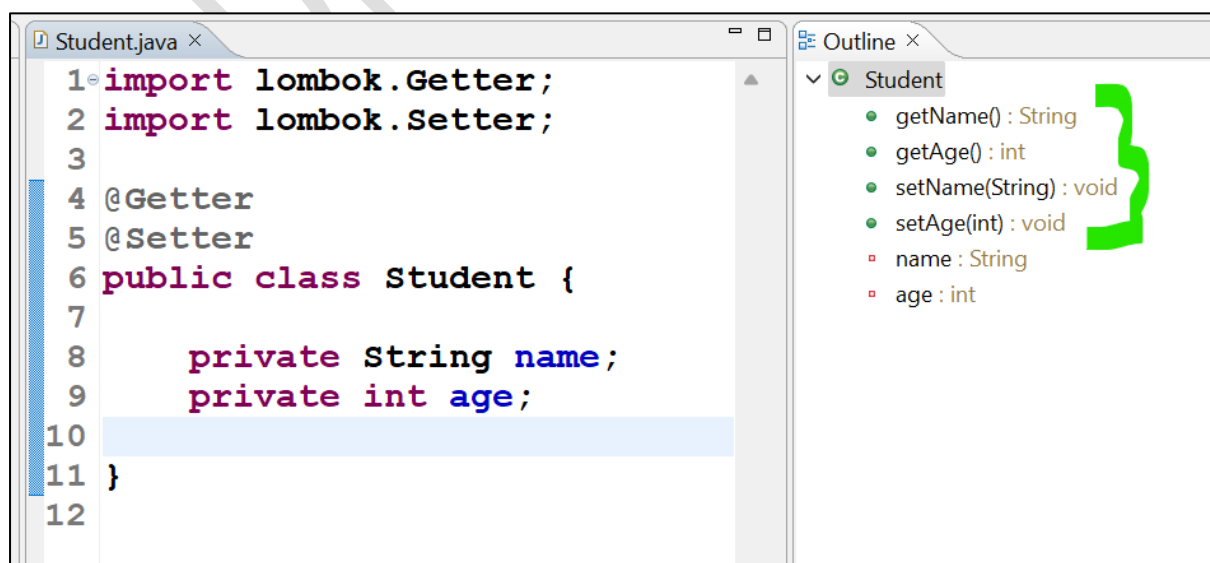 Student.java ×
1 import lombok.Getter;
2 import lombok.Setter;
3
4 @Getter
5 @Setter
6 public class Student {
7
8 private String name;
9 private int age;
10
11 }
12
Outline ×
Student
getName() : String
getAge() : int
setName(String) : void
setAge(int) : void
name : String
age : int